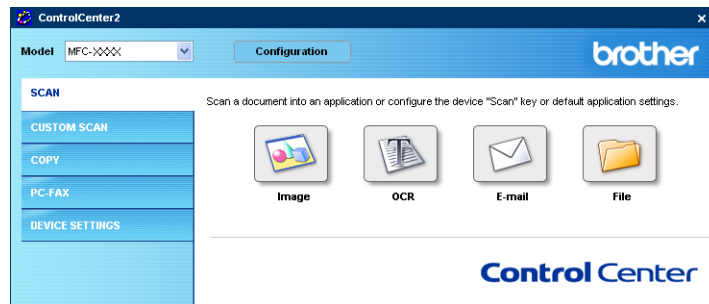 ControlCenter2
Model MFC-XXXX Configuration brother
SCAN
Scan a document into an application or configure the device "Scan" key or default application settings.
CUSTOM SCAN
COPY
PC-FAX
DEVICE SETTINGS
Image OCR E-mail File
Control Center